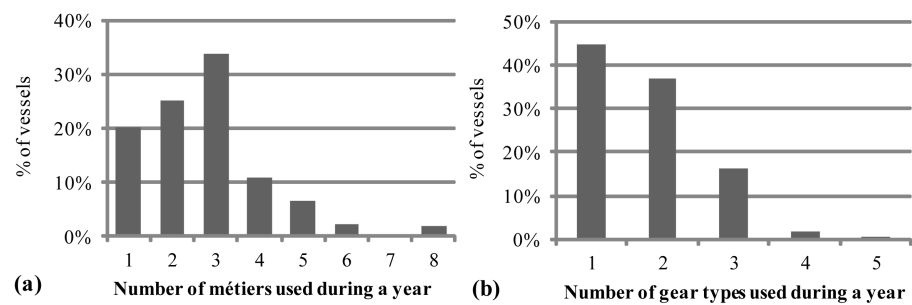 40%
30%
20%
10%
0%
% of vessels
1 2 3 4 5 6 7 8
(a) Number of métiers used during a year
50%
40%
30%
20%
10%
0%
% of vessels
1 2 3 4 5
(b) Number of gear types used during a year